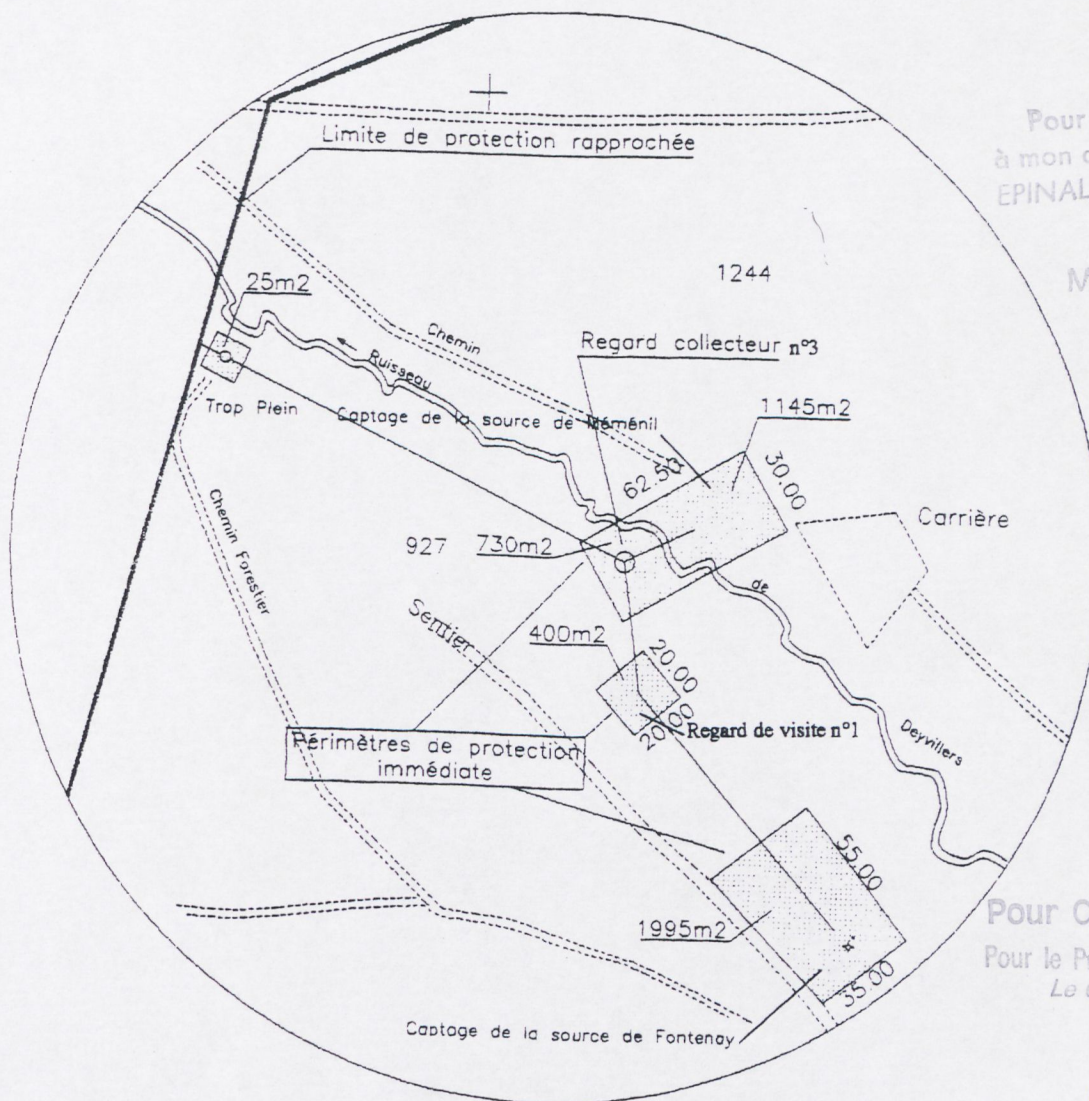 Limite de protection rapprochée
Pour
à mon
EPINAL
M
1244
25m2
Chemin
Regard collecteur n°3
Ruisseau
Trop Plein
Captage de la source de Méménil
1145m2
62.50
30.00
Carrière
Chemin Forestier
927
730m2
de
Sentier
400m2
20.00
20.00
Regard de visite n°1
Deyvillers
Périmètres de protection
immédiate
55.00
1995m2
35.00
Captage de la source de Fontenay
Pour
Pour le
Le